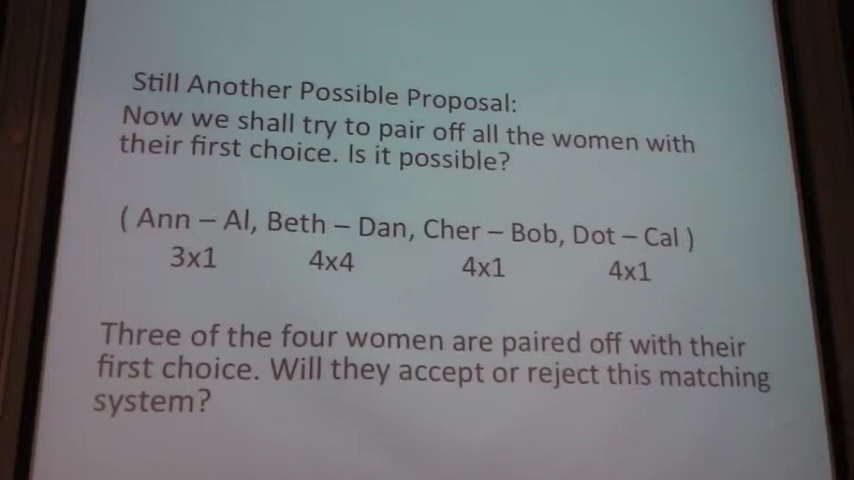 Still Another Possible Proposal:
Now we shall try to pair off all the women with
their first choice. Is it possible?
( Ann – Al, Beth – Dan, Cher – Bob, Dot – Cal )
3x1 4x4 4x1 4x1
Three of the four women are paired off with their
first choice. Will they accept or reject this matching
system?